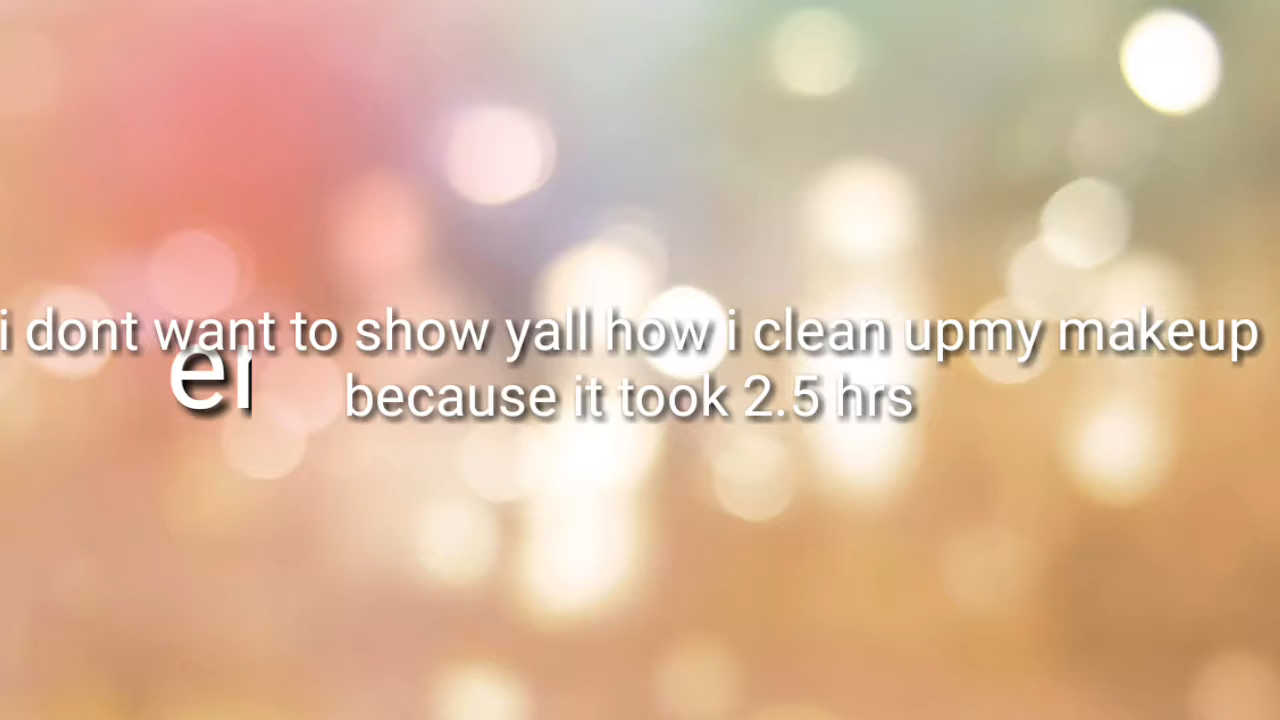 i dont want to show yall how i clean upmy makeup
because it took 2.5 hrs